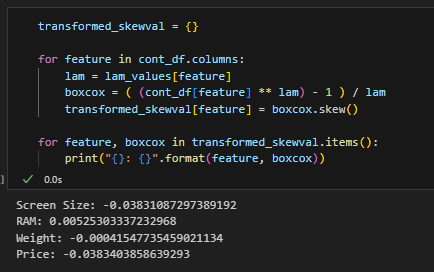 transformed_skewval = {}
for feature in cont_df.columns:
    lam = lam_values[feature]
    boxcox = ( (cont_df[feature] ** lam) - 1 ) / lam
    transformed_skewval[feature] = boxcox.skew()
for feature, boxcox in transformed_skewval.items():
    print("{}: {}".format(feature, boxcox))
] ✓ 0.0s
Screen Size: -0.03831087297389192
RAM: 0.00525303337232968
Weight: -0.00041547735459021134
Price: -0.0383403858639293